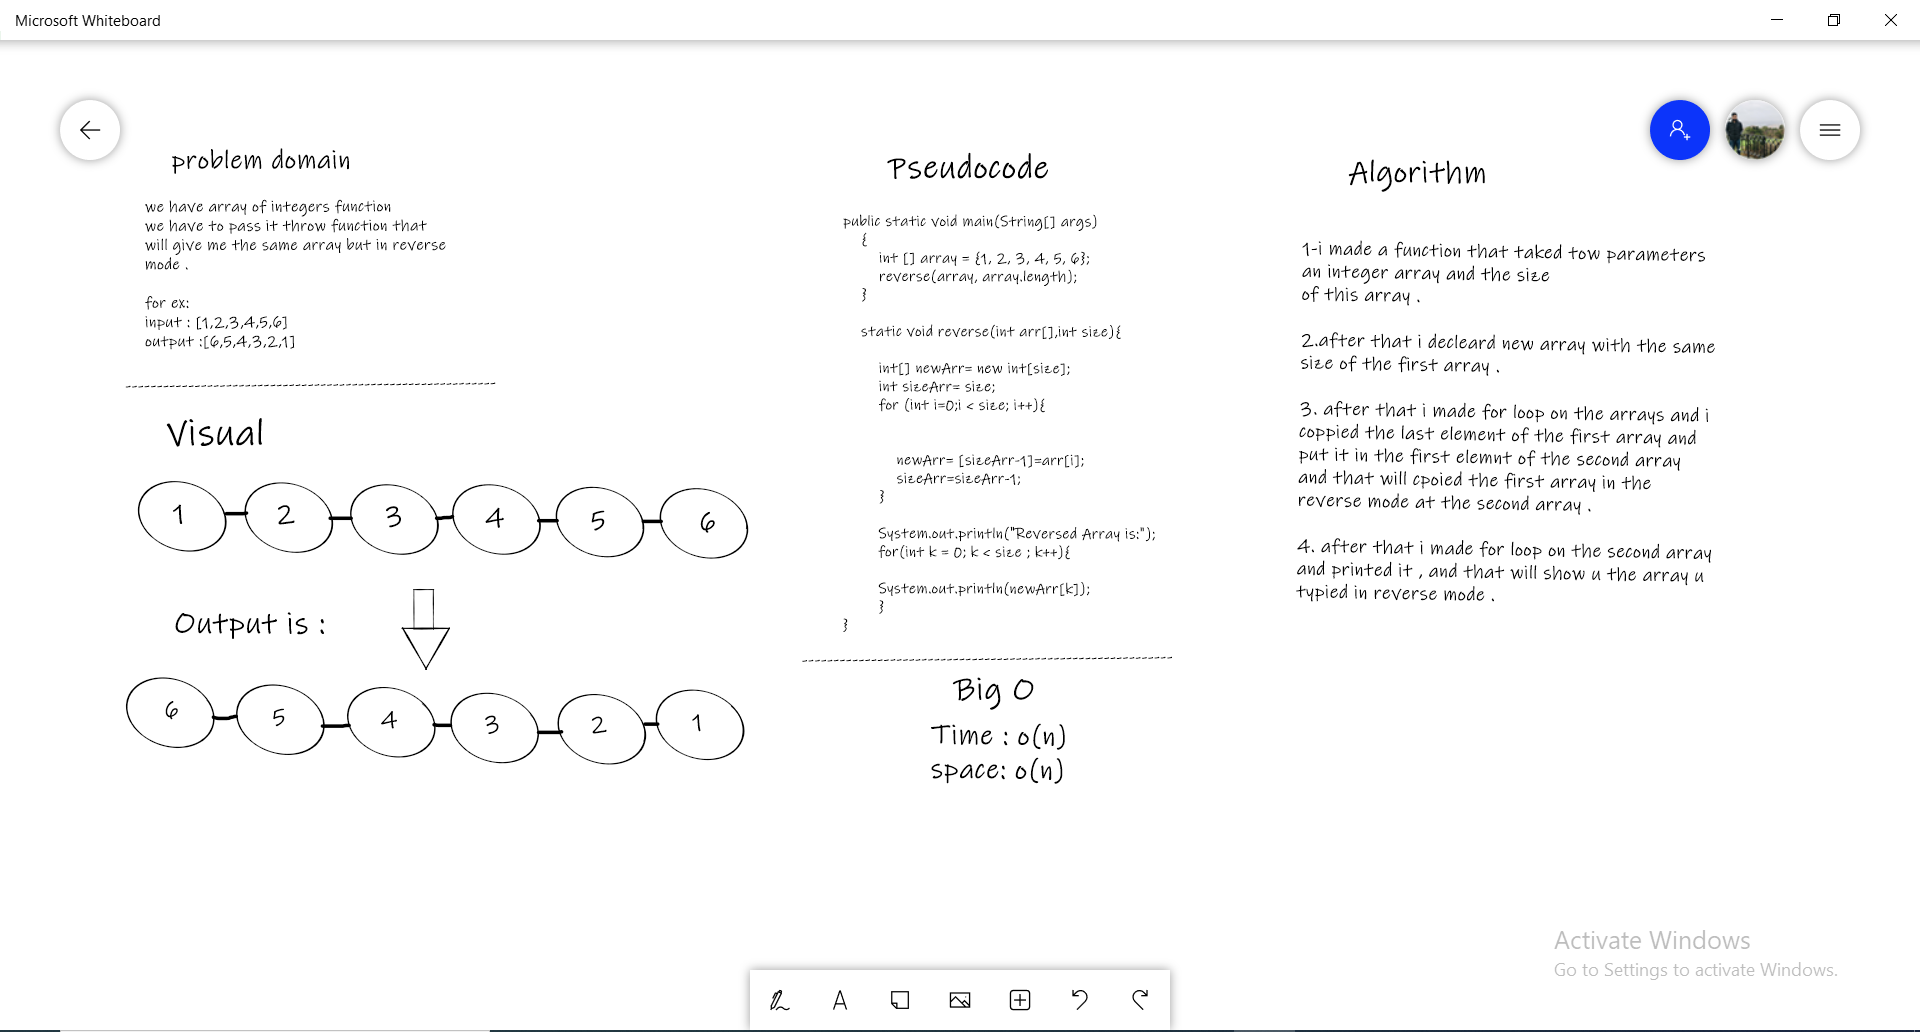 Microsoft Whiteboard
problem domain
we have array of integers function
we have to pass it throw function that
will give me the same array but in reverse
mode .
for ex:
input : [1,2,3,4,5,6]
output :[6,5,4,3,2,1]
Visual
1 2 3 4 5 6
Output is :
6 5 4 3 2 1
Pseudocode
public static void main(String[] args)
{
int [] array = {1, 2, 3, 4, 5, 6};
reverse(array, array.length);
}
static void reverse(int arr[],int size){
int[] newArr= new int[size];
int sizeArr= size;
for (int i=0;i < size; i++){
newArr= [sizeArr-1]=arr[i];
sizeArr=sizeArr-1;
}
System.out.println("Reversed Array is:");
for(int k = 0; k < size ; k++){
System.out.println(newArr[k]);
}
}
Big O
Time : o(n)
space: o(n)
Algorithm
1-i made a function that taked tow parameters
an integer array and the size
of this array .
2.after that i decleard new array with the same
size of the first array .
3. after that i made for loop on the arrays and i
coppied the last element of the first array and
put it in the first elemnt of the second array
and that will cpoied the first array in the
reverse mode at the second array .
4. after that i made for loop on the second array
and printed it , and that will show u the array u
typied in reverse mode .
Activate Windows
Go to Settings to activate Windows.